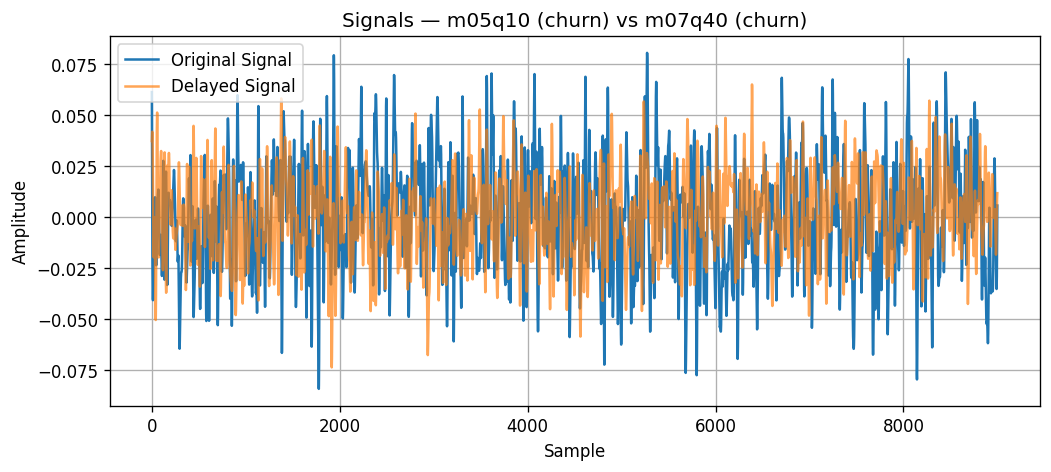 Signals — m05q10 (churn) vs m07q40 (churn)
Original Signal
Delayed Signal
0.075
0.050
0.025
0.000
−0.025
−0.050
−0.075
Amplitude
0 2000 4000 6000 8000
Sample